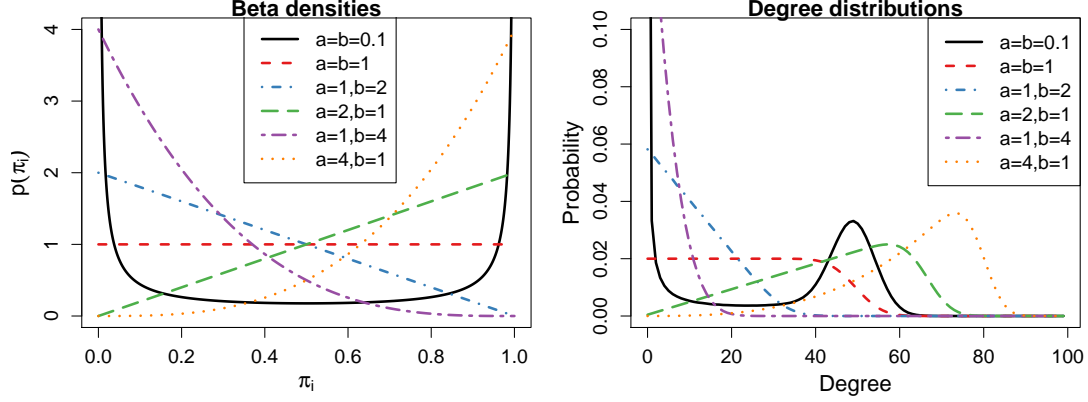 Beta densities
p(πᵢ)
4
3
2
1
0
a=b=0.1
a=b=1
a=1,b=2
a=2,b=1
a=1,b=4
a=4,b=1
0.0 0.2 0.4 0.6 0.8 1.0
πᵢ
Degree distributions
Probability
0.10
0.08
0.06
0.04
0.02
0.00
a=b=0.1
a=b=1
a=1,b=2
a=2,b=1
a=1,b=4
a=4,b=1
0 20 40 60 80 100
Degree